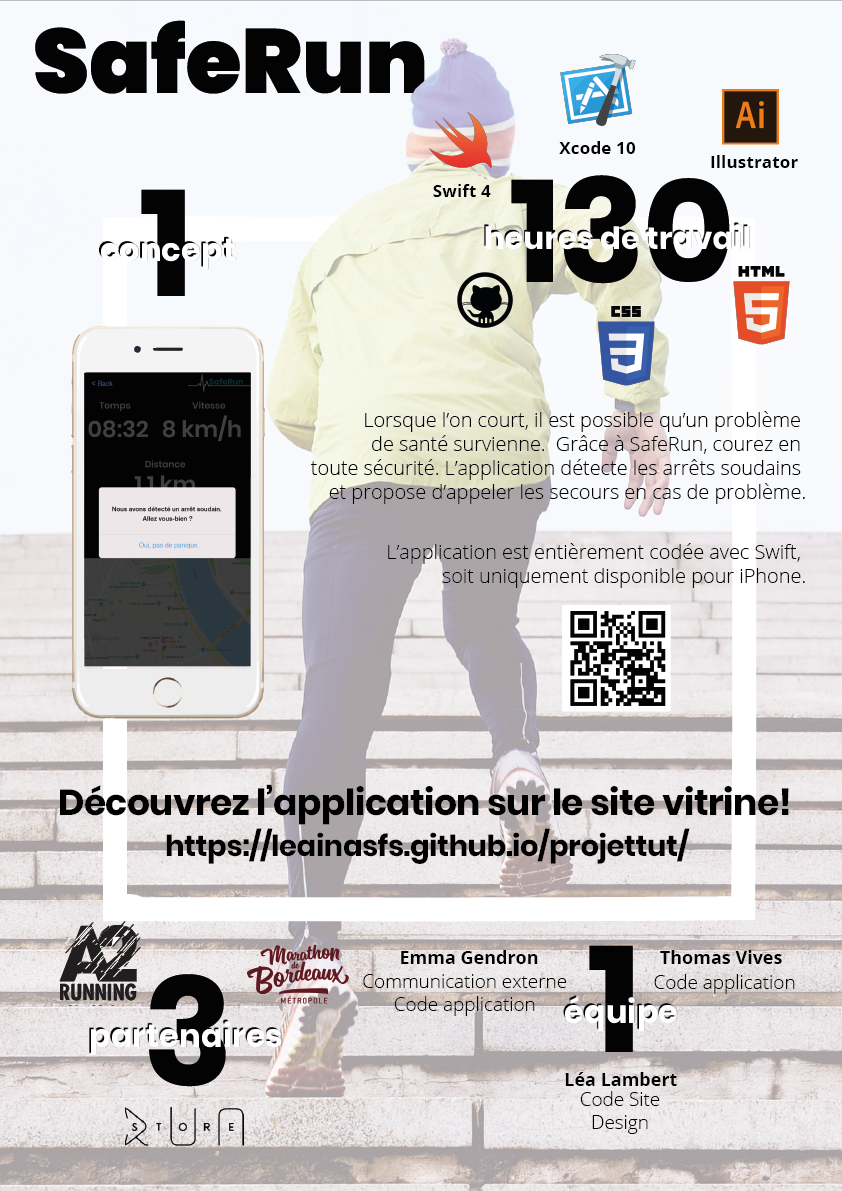 SafeRun
Xcode 10
Ai
Illustrator
Swift 4
1
concept
130
heures de travail
HTML
5
CSS
3
< Back
SafeRun
Temps
Vitesse
08:32
8 km/h
Distance
11 km
Nous avons détecté un arrêt soudain.
Allez vous-bien ?
Oui, pas de panique.
Lorsque l'on court, il est possible qu'un problème
de santé survienne. Grâce à SafeRun, courez en
toute sécurité. L'application détecte les arrêts soudains
et propose d'appeler les secours en cas de problème.
L'application est entièrement codée avec Swift,
soit uniquement disponible pour iPhone.
Découvrez l'application sur le site vitrine!
https://leainasfs.github.io/projettut/
A2
RUNNING
Marathon
de
Bordeaux
MÉTROPOLE
3
partenaires
STORE
Emma Gendron
Communication externe
Code application
1
équipe
Thomas Vives
Code application
Léa Lambert
Code Site
Design